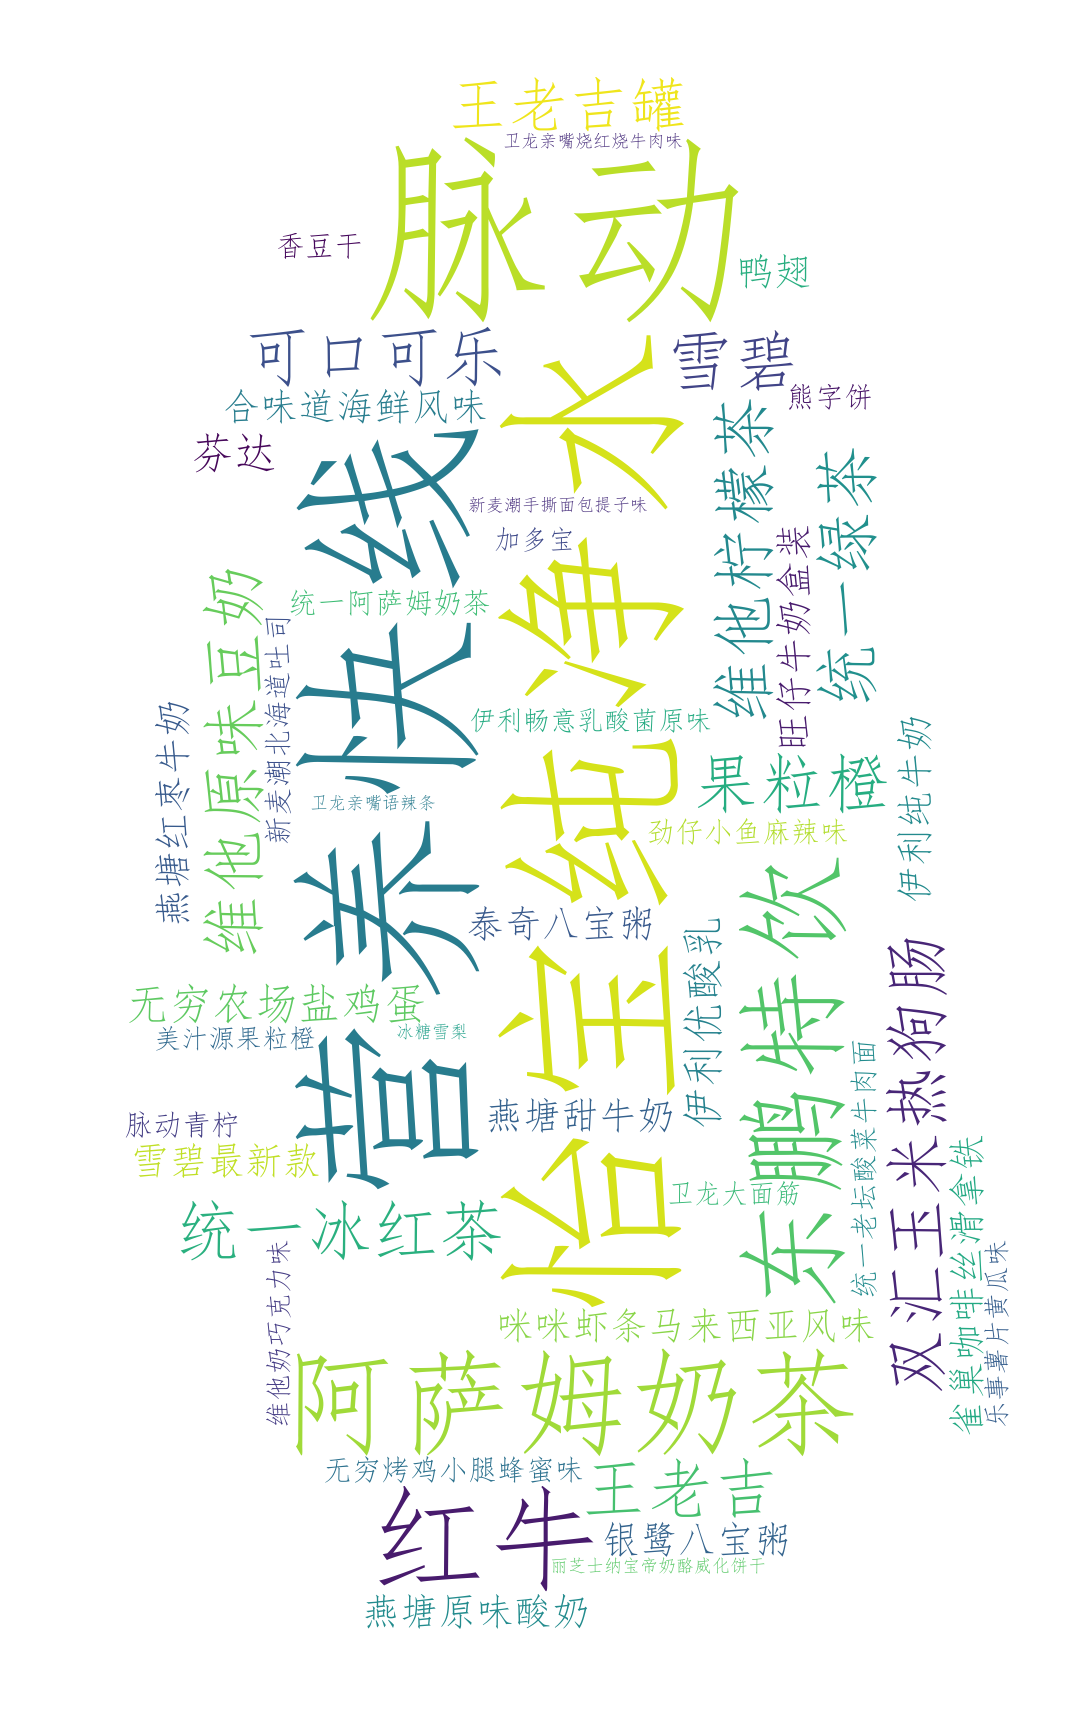 王老吉罐
卫龙亲嘴烧红烧牛肉味
脉动
香豆干
鸭翅
可口可乐
雪碧
合味道海鲜风味
熊字饼
芬达
营养快线
怡宝纯净水
维他柠檬茶
统一绿茶
新麦潮手撕面包提子味
加多宝
旺仔牛奶盒装
统一阿萨姆奶茶
维他原味豆奶
新麦潮北海道吐司
燕塘红枣牛奶
伊利畅意乳酸菌原味
伊利纯牛奶
果粒橙
卫龙亲嘴语辣条
劲仔小鱼麻辣味
东鹏特饮
泰奇八宝粥
伊利优酸乳
双汇玉米热狗肠
无穷农场盐鸡蛋
美汁源果粒橙
冰糖雪梨
统一老坛酸菜牛肉面
脉动青柠
燕塘甜牛奶
雪碧最新款
雀巢咖啡丝滑拿铁
卫龙大面筋
统一冰红茶
维他奶巧克力味
乐事薯片黄瓜味
咪咪虾条马来西亚风味
阿萨姆奶茶
无穷烤鸡小腿蜂蜜味
王老吉
红牛
银鹭八宝粥
丽芝士纳宝帝奶酪威化饼干
燕塘原味酸奶